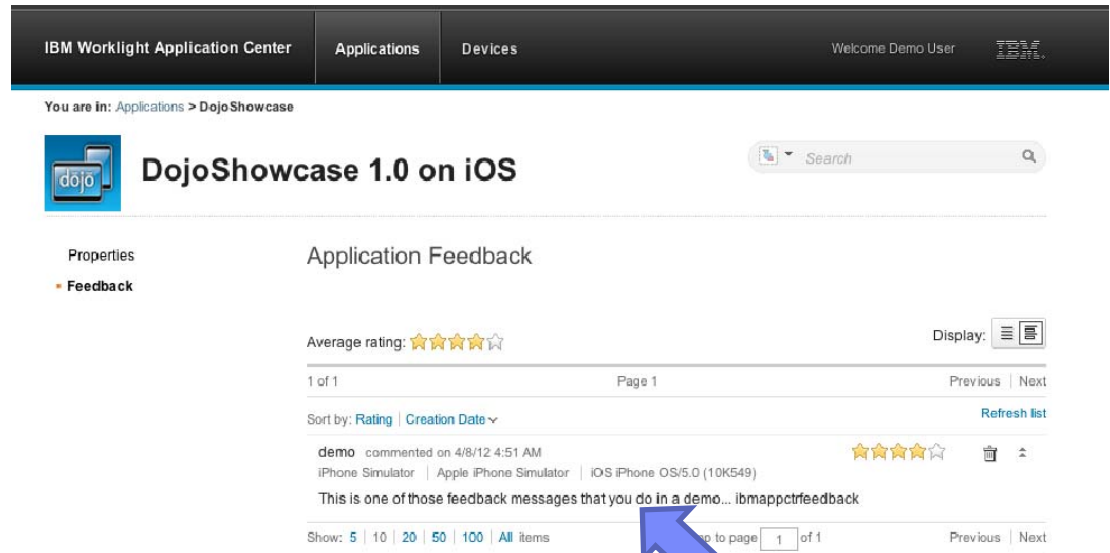 IBM Worklight Application Center Applications Devices Welcome Demo User IBM.
You are in: Applications > DojoShowcase
dojo DojoShowcase 1.0 on iOS Search
Properties Application Feedback
Feedback
Average rating: Display:
1 of 1 Page 1 Previous | Next
Sort by: Rating | Creation Date Refresh list
demo commented on 4/8/12 4:51 AM
iPhone Simulator | Apple iPhone Simulator | iOS iPhone OS/5.0 (10K549)
This is one of those feedback messages that you do in a demo... ibmappctrfeedback
Show: 5 | 10 | 20 | 50 | 100 | All items to page 1 of 1 Previous | Next